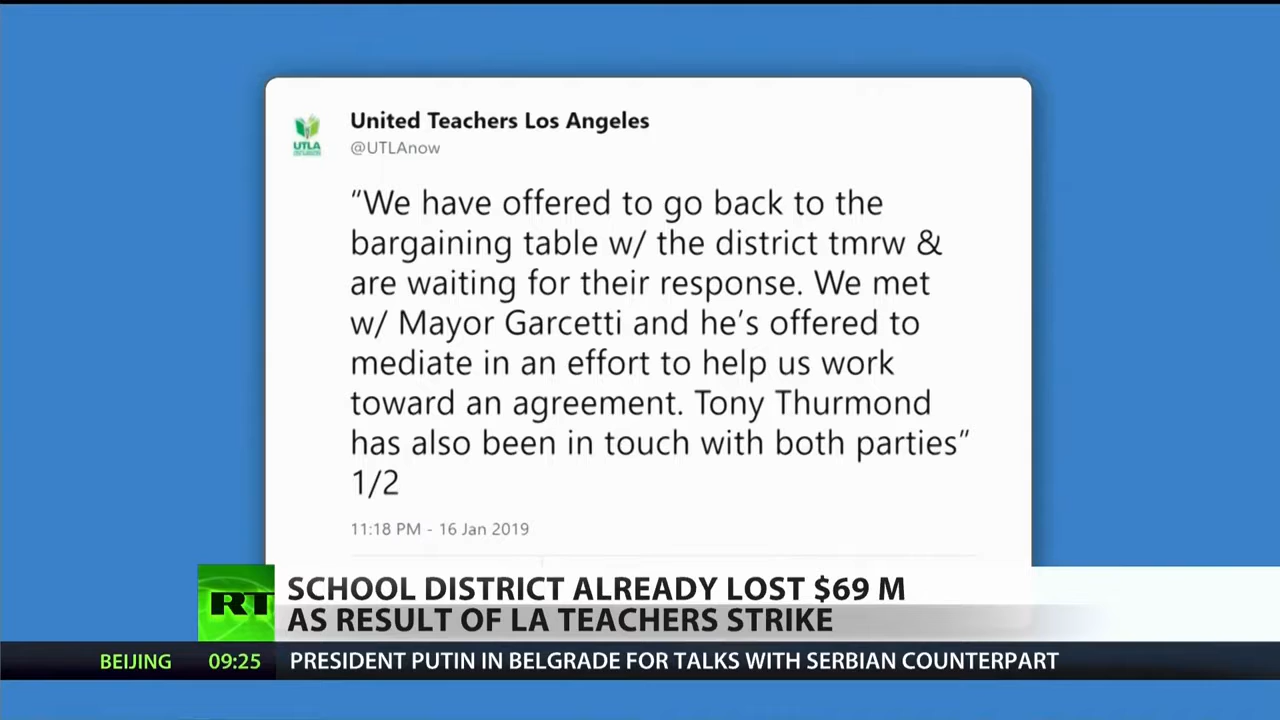 United Teachers Los Angeles
UTLA
@UTLAnow
“We have offered to go back to the
bargaining table w/ the district tmrw &
are waiting for their response. We met
w/ Mayor Garcetti and he’s offered to
mediate in an effort to help us work
toward an agreement. Tony Thurmond
has also been in touch with both parties”
1/2
11:18 PM - 16 Jan 2019
RT
SCHOOL DISTRICT ALREADY LOST $69 M
AS RESULT OF LA TEACHERS STRIKE
BEIJING 09:25 PRESIDENT PUTIN IN BELGRADE FOR TALKS WITH SERBIAN COUNTERPART